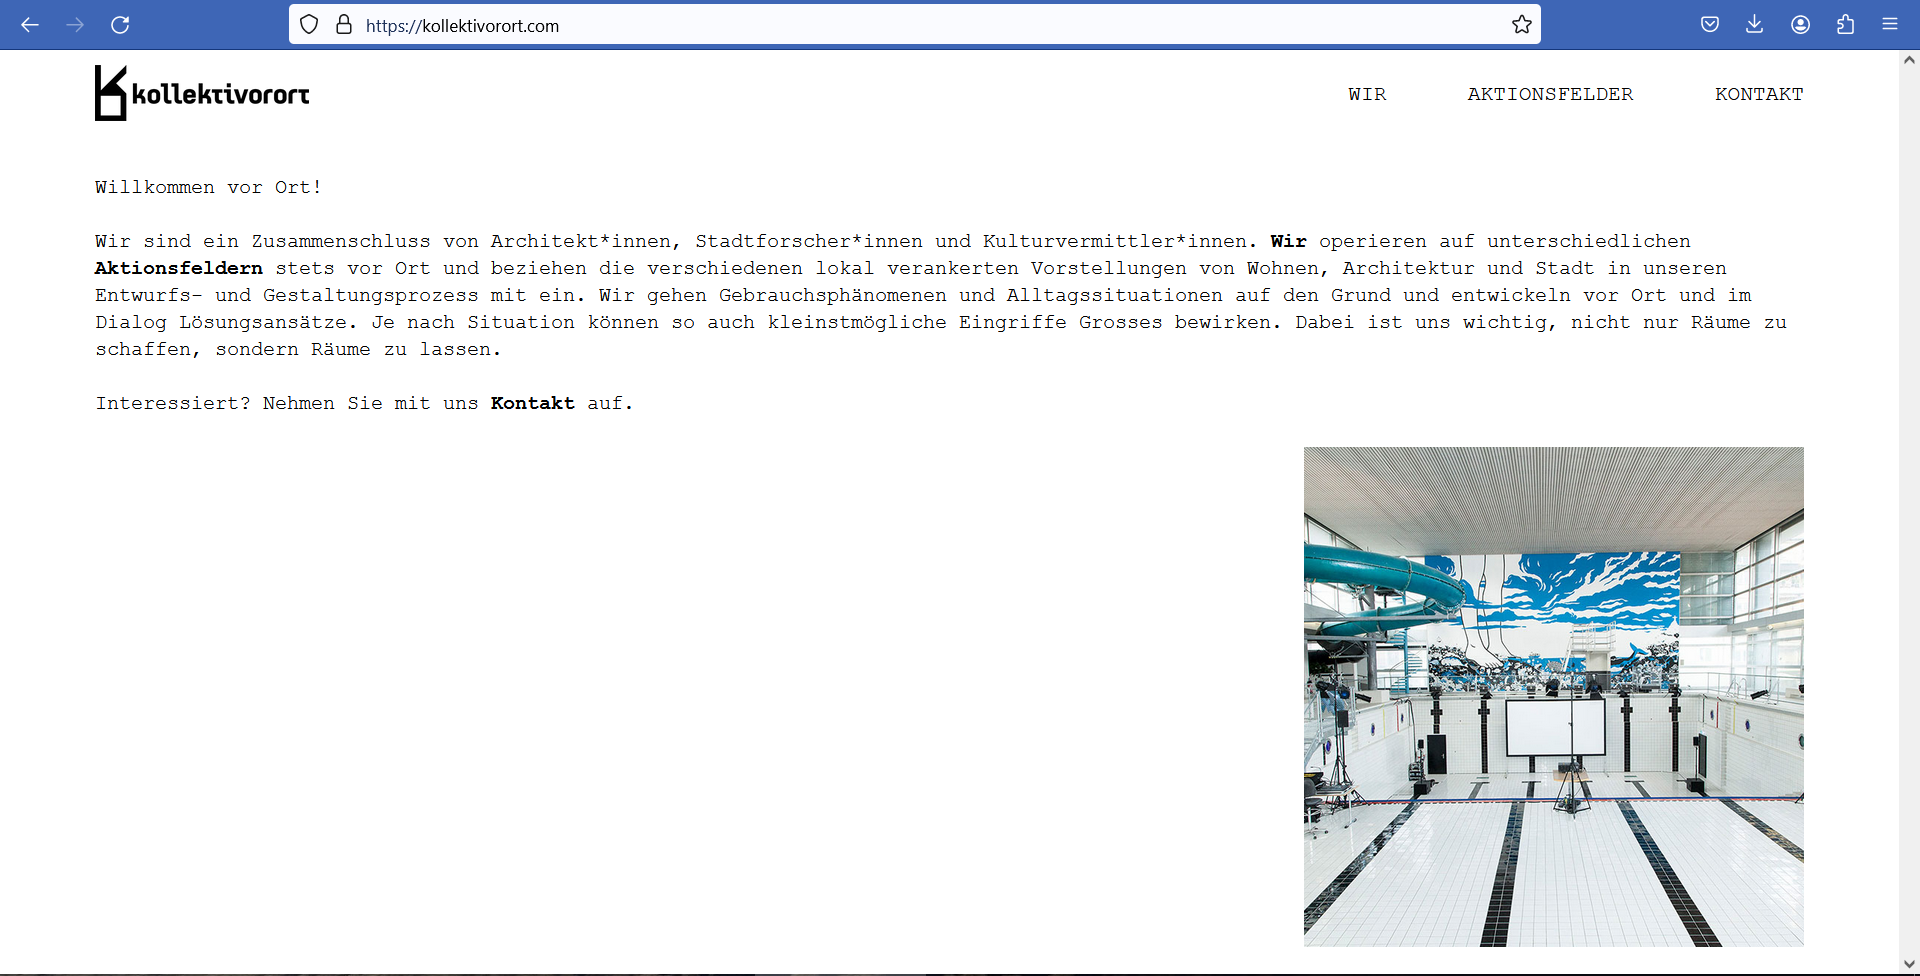 https://kollektivorort.com
kollektivorort
WIR AKTIONSFELDER KONTAKT
Willkommen vor Ort!
Wir sind ein Zusammenschluss von Architekt*innen, Stadtforscher*innen und Kulturvermittler*innen. Wir operieren auf unterschiedlichen
Aktionsfeldern stets vor Ort und beziehen die verschiedenen lokal verankerten Vorstellungen von Wohnen, Architektur und Stadt in unseren
Entwurfs- und Gestaltungsprozess mit ein. Wir gehen Gebrauchsphänomenen und Alltagssituationen auf den Grund und entwickeln vor Ort und im
Dialog Lösungsansätze. Je nach Situation können so auch kleinstmögliche Eingriffe Grosses bewirken. Dabei ist uns wichtig, nicht nur Räume zu
schaffen, sondern Räume zu lassen.
Interessiert? Nehmen Sie mit uns Kontakt auf.